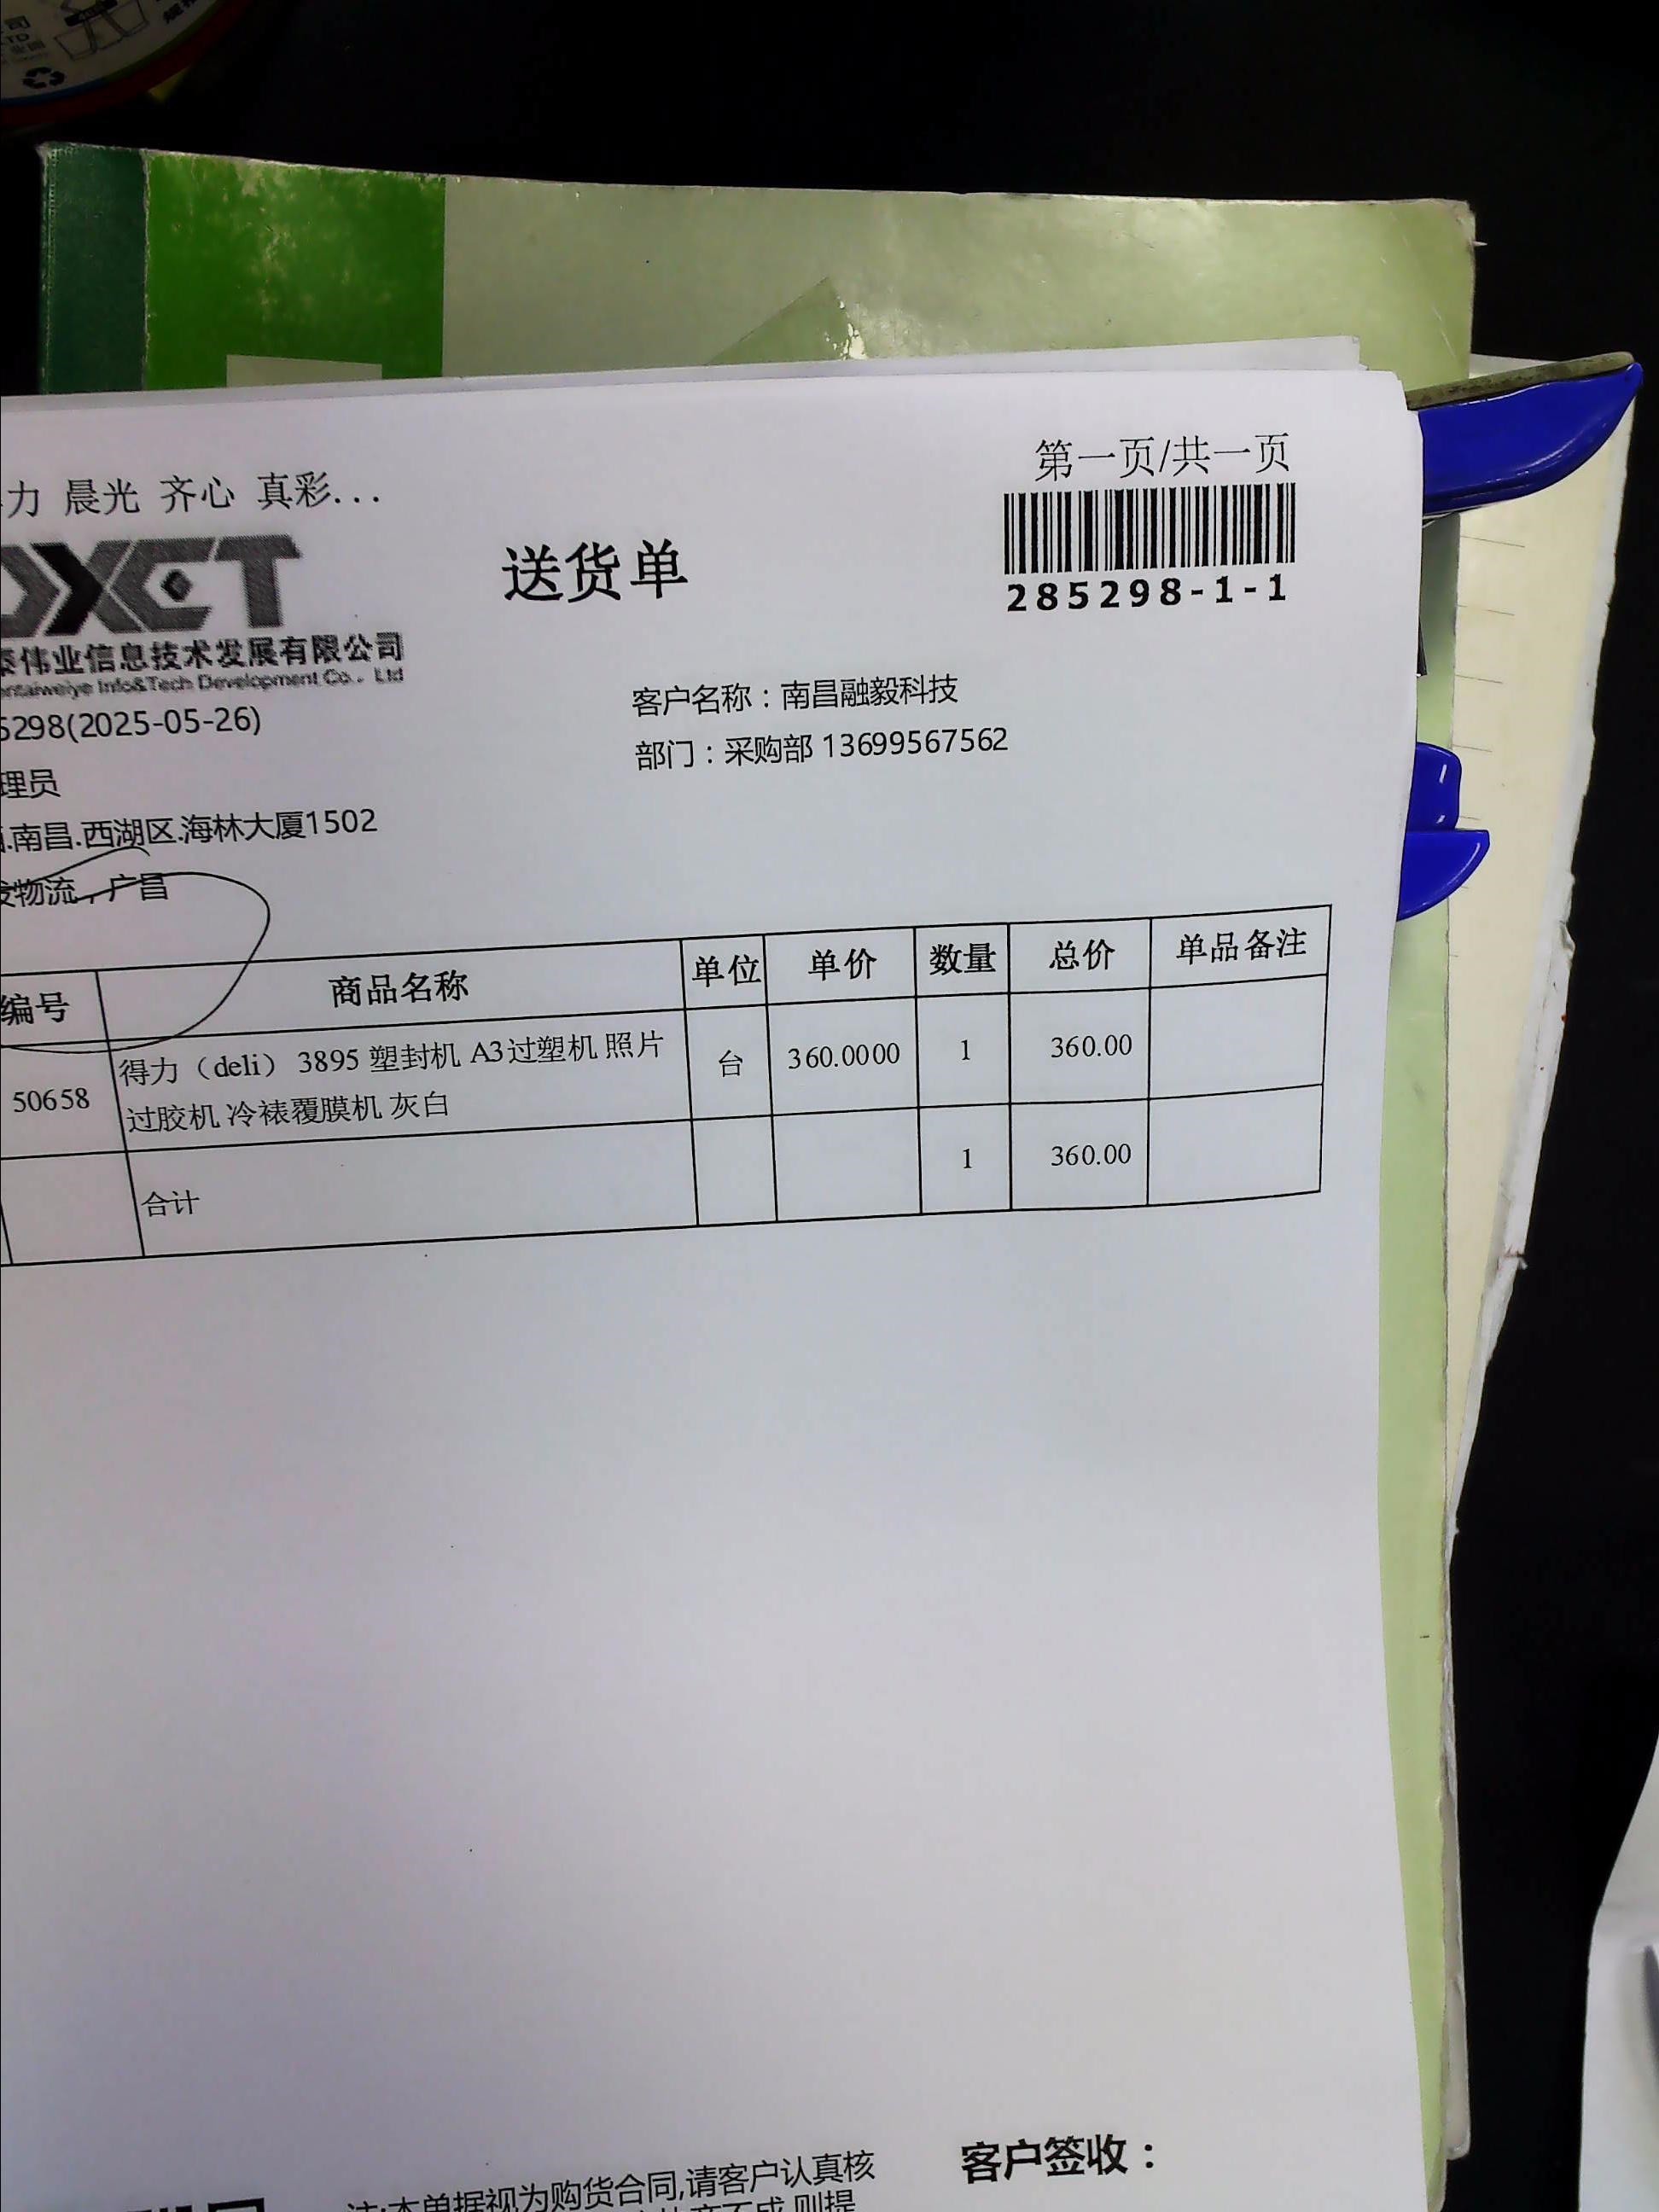 第一页/共一页
力 晨光 齐心 真彩...
送货单
285298-1-1
泰伟业信息技术发展有限公司
entaiweiye Info&Tech Development Co., Ltd
5298(2025-05-26)
客户名称：南昌融毅科技
理员
部门：采购部 13699567562
.南昌.西湖区.海林大厦1502
发物流，广昌
编号 商品名称 单位 单价 数量 总价 单品备注
50658 得力（deli） 3895 塑封机 A3过塑机 照片 台 360.0000 1 360.00
过胶机 冷裱覆膜机 灰白
合计 1 360.00
客户签收：
注:本单据视为购货合同,请客户认真核